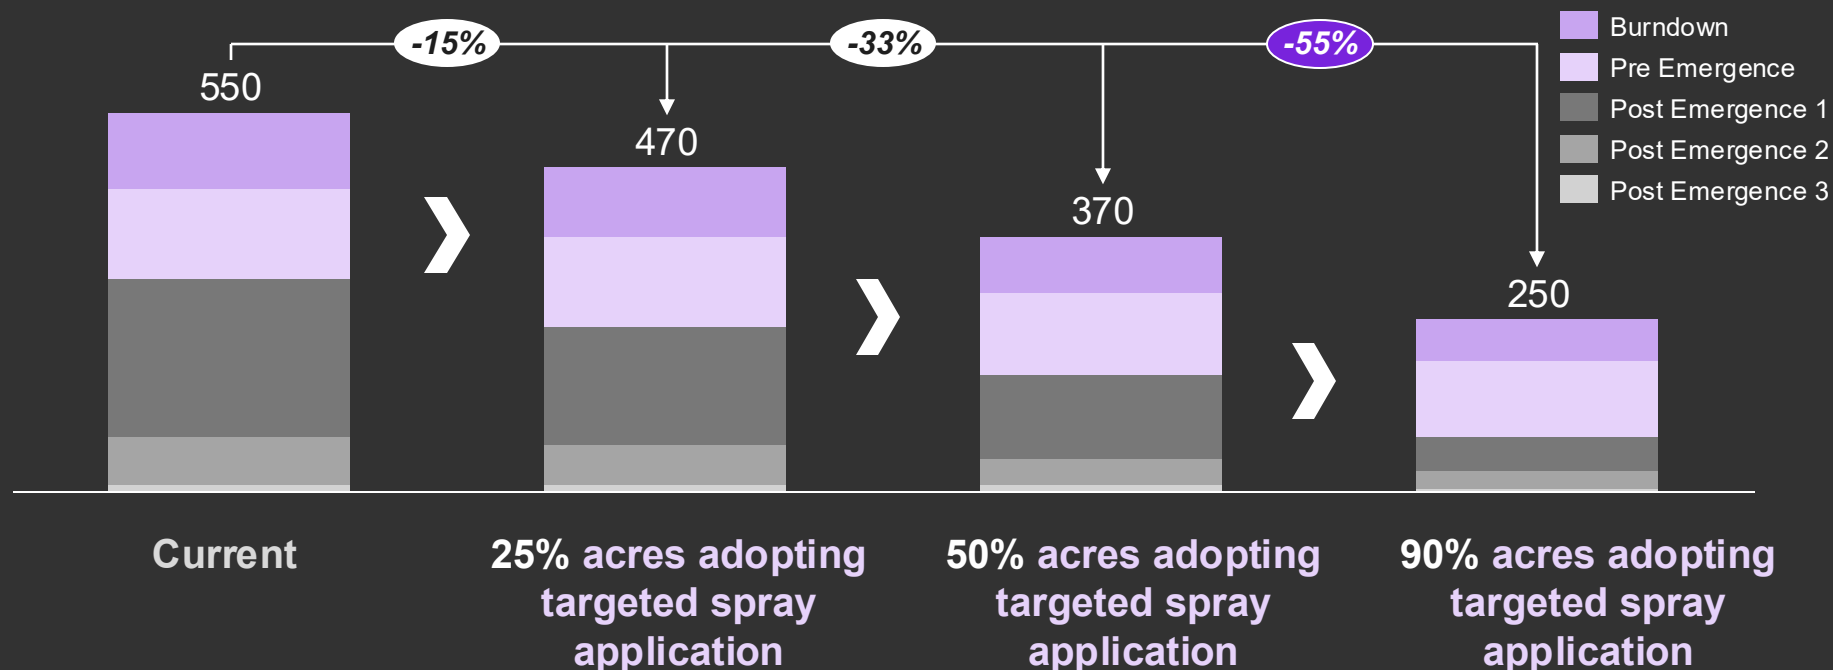 -15%
-33%
-55%
Burndown
Pre Emergence
Post Emergence 1
Post Emergence 2
Post Emergence 3
550
470
370
250
Current
25% acres adopting
targeted spray
application
50% acres adopting
targeted spray
application
90% acres adopting
targeted spray
application